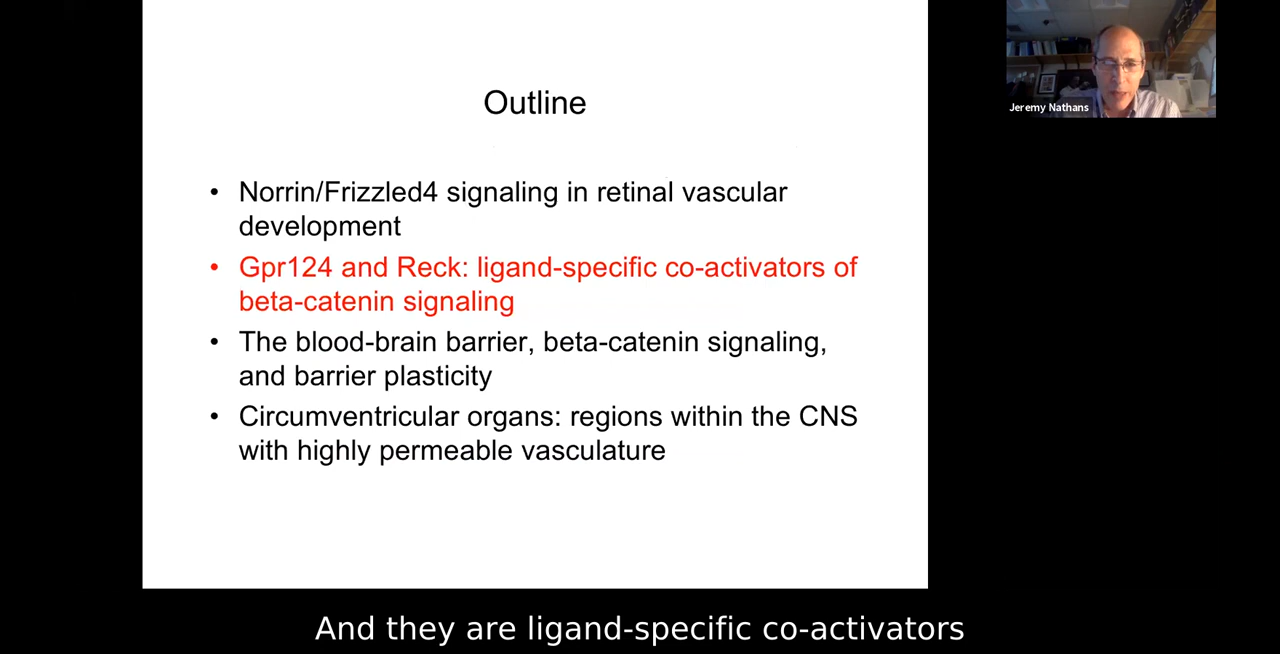 Outline
• Norrin/Frizzled4 signaling in retinal vascular
development
• Gpr124 and Reck: ligand-specific co-activators of
beta-catenin signaling
• The blood-brain barrier, beta-catenin signaling,
and barrier plasticity
• Circumventricular organs: regions within the CNS
with highly permeable vasculature
Jeremy Nathans
And they are ligand-specific co-activators